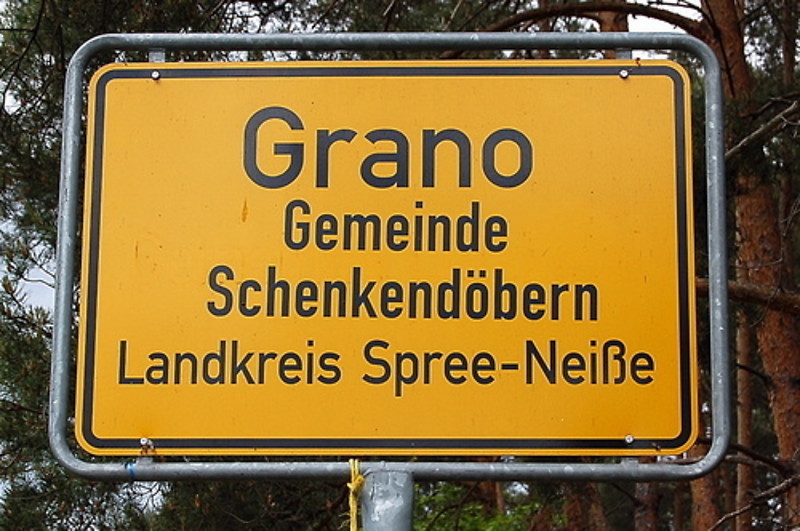 Grano
Gemeinde
Schenkendöbern
Landkreis Spree-Neiße